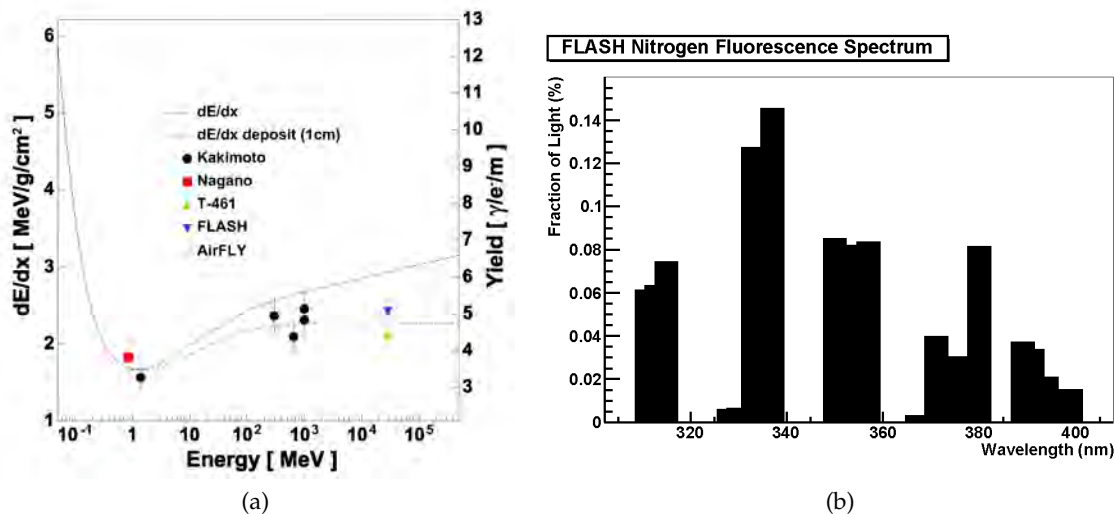 dE/dx [ MeV/g/cm² ]
6
5
4
3
2
1
13
12
11
10
9
8
7
6
5
4
3
Yield [ γ/e⁻/m ]
dE/dx
dE/dx deposit (1cm)
Kakimoto
Nagano
T-461
FLASH
AirFLY
10⁻¹ 1 10 10² 10³ 10⁴ 10⁵
Energy [ MeV ]
(a)
FLASH Nitrogen Fluorescence Spectrum
Fraction of Light (%)
0.14
0.12
0.1
0.08
0.06
0.04
0.02
0
320 340 360 380 400
Wavelength (nm)
(b)